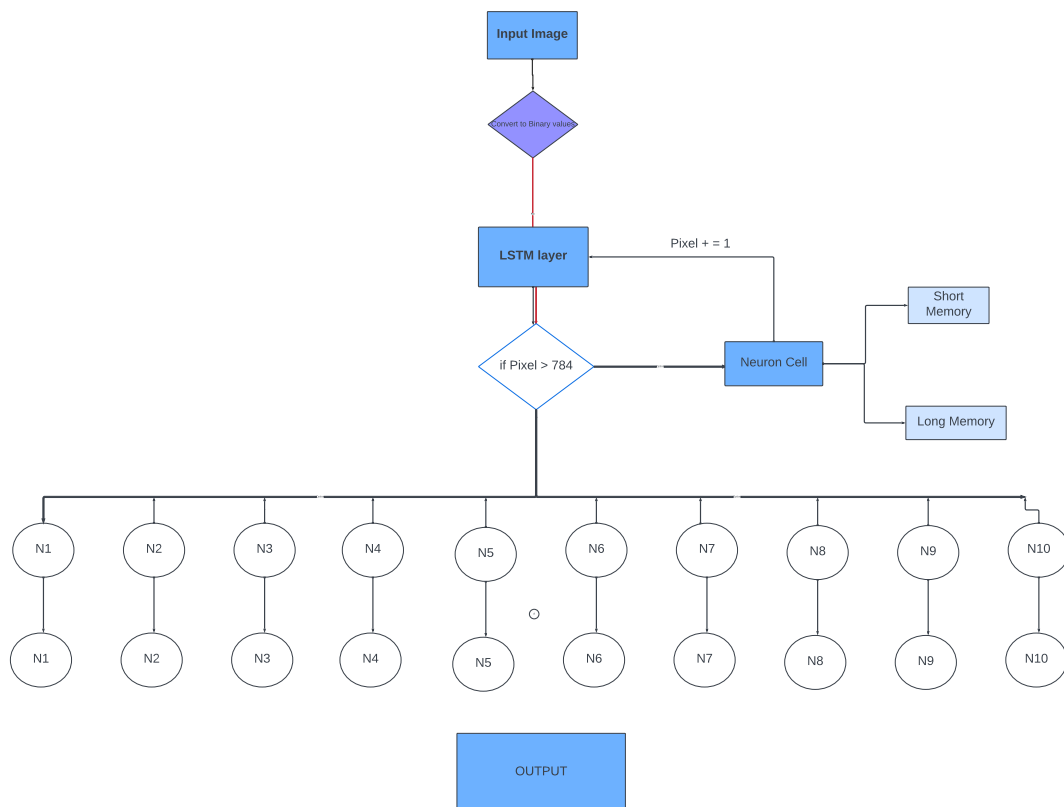 Input Image
Convert to Binary values
LSTM layer
Pixel + = 1
Short
Memory
if Pixel > 784
Neuron Cell
Long Memory
N1
N2
N3
N4
N5
N6
N7
N8
N9
N10
N1
N2
N3
N4
N5
N6
N7
N8
N9
N10
OUTPUT